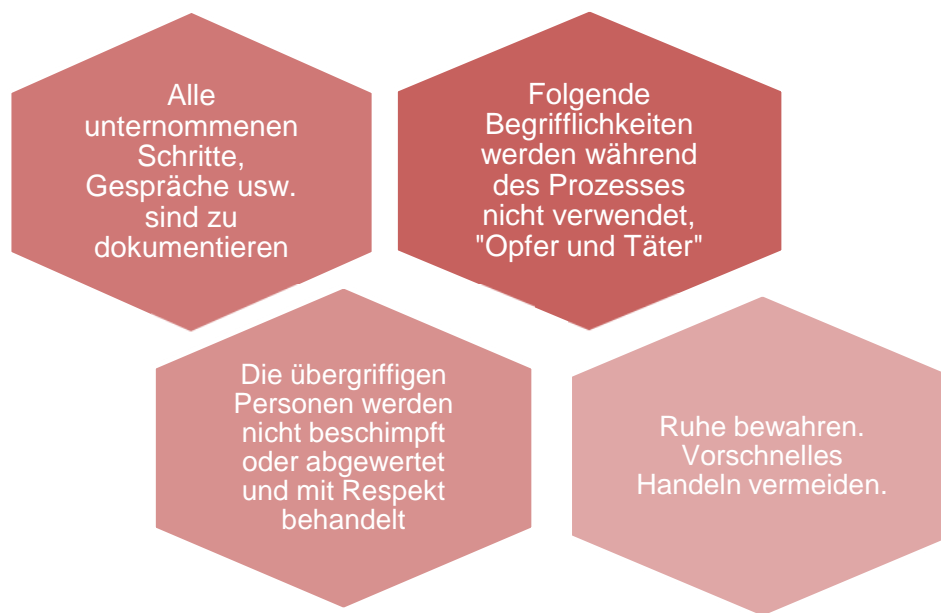 Alle
unternommenen
Schritte,
Gespräche usw.
sind zu
dokumentieren
Folgende
Begrifflichkeiten
werden während
des Prozesses
nicht verwendet,
"Opfer und Täter"
Die übergriffigen
Personen werden
nicht beschimpft
oder abgewertet
und mit Respekt
behandelt
Ruhe bewahren.
Vorschnelles
Handeln vermeiden.